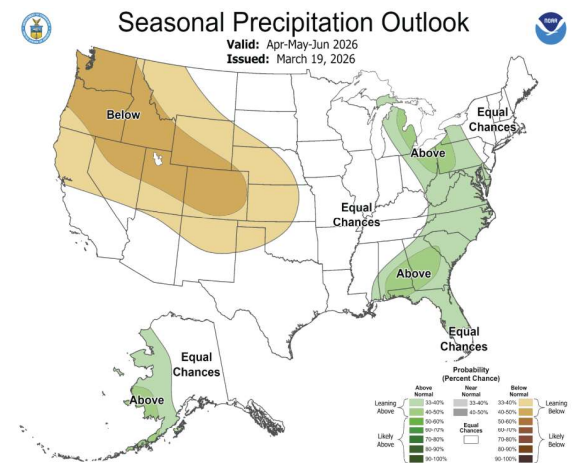 Seasonal Precipitation Outlook
Valid: Apr-May-Jun 2026
Issued: March 19, 2026
NOAA
Below
Equal
Chances
Above
Equal
Chances
Above
Equal
Chances
Equal
Chances
Above
Probability
(Percent Chance)
Above
Normal
Near
Normal
Below
Normal
Leaning
Above
33-40%
40-50%
Likely
Above
50-60%
60-70%
70-80%
80-90%
90-100%
33-40%
40-50%
Equal
Chances
33-40%
40-50%
Leaning
Below
50-60%
60-70%
70-80%
80-90%
90-100%
Likely
Below